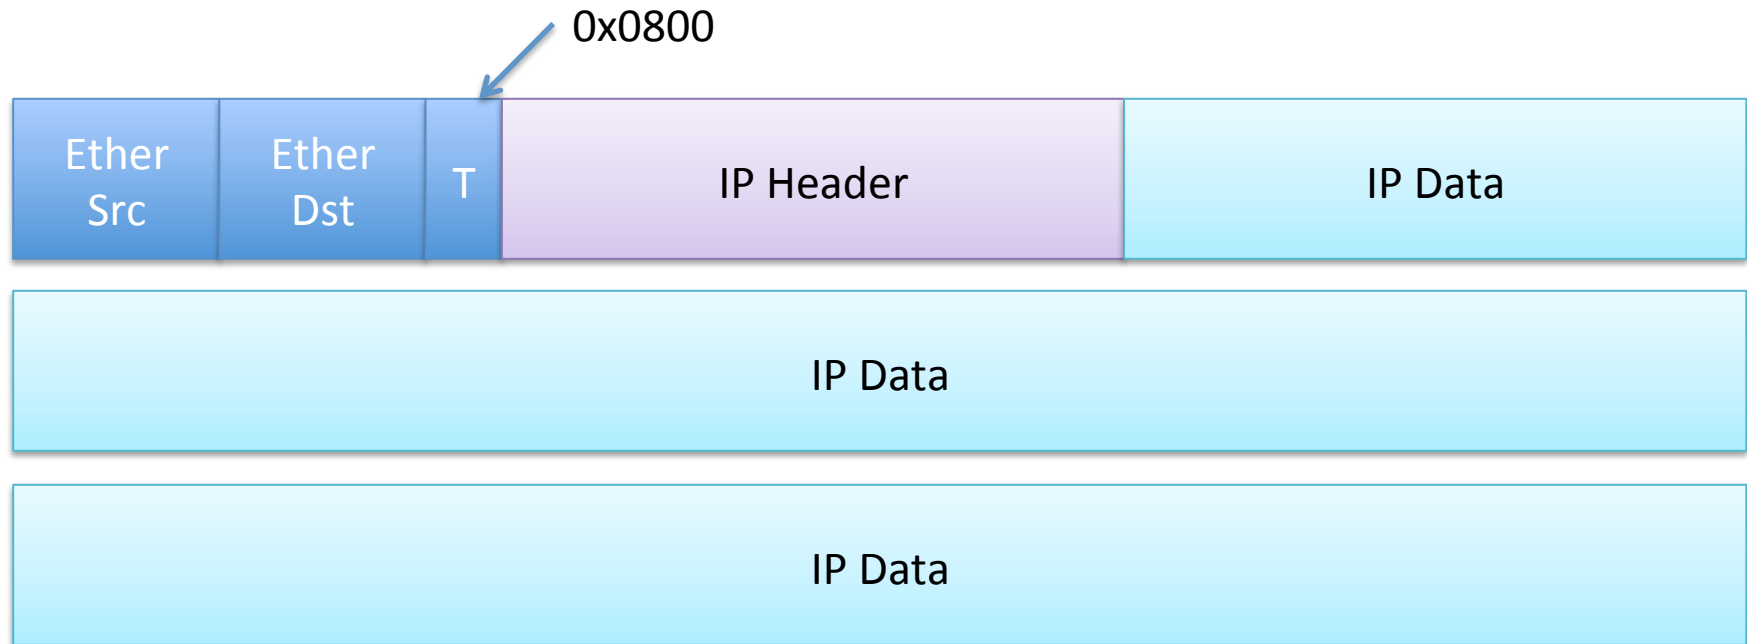 0x0800
Ether
Src
Ether
Dst
T
IP Header
IP Data
IP Data
IP Data